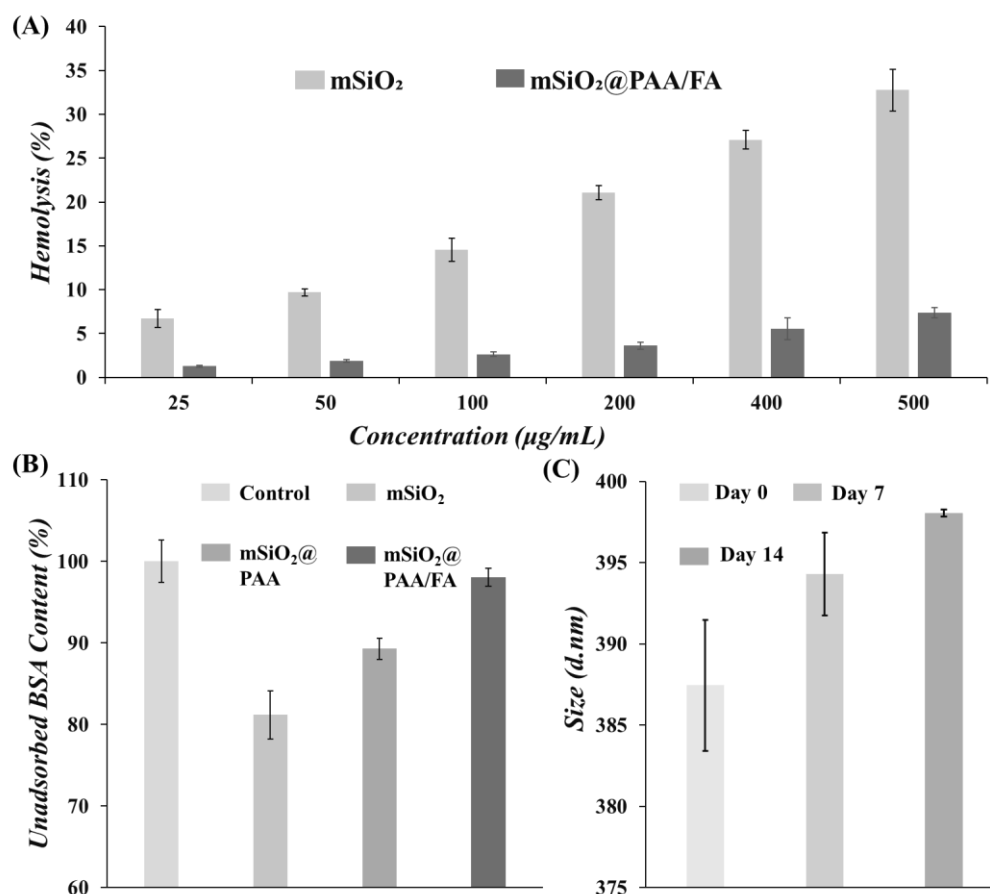 (A)
40
35
30
25
20
15
10
5
0
Hemolysis (%)
mSiO₂ mSiO₂@PAA/FA
25 50 100 200 400 500
Concentration (µg/mL)
(B)
110
100
90
80
70
60
Unadsorbed BSA Content (%)
Control mSiO₂
mSiO₂@ mSiO₂@
PAA PAA/FA
(C)
400
395
390
385
380
375
Size (d.nm)
Day 0 Day 7
Day 14